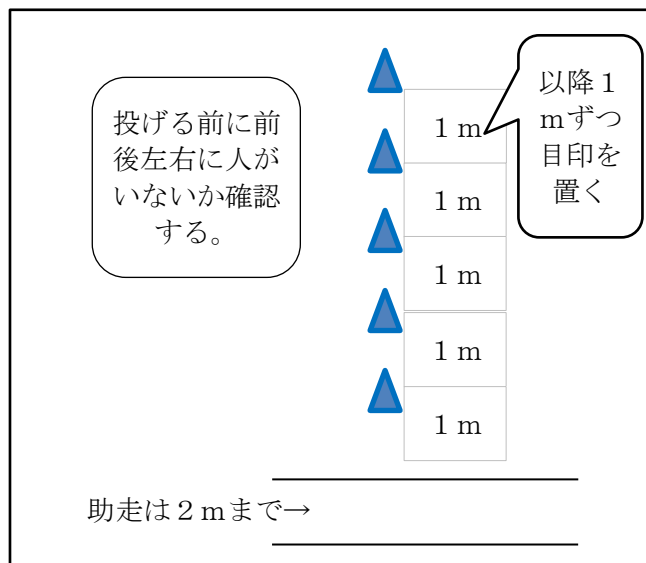 投げる前に前
後左右に人が
いないか確認
する。
以降１
ｍずつ
目印を
置く
１ｍ
１ｍ
１ｍ
１ｍ
１ｍ
助走は２ｍまで→